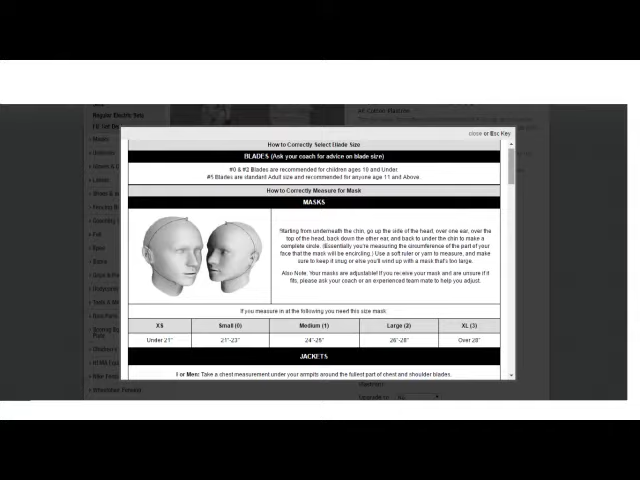 Regular Electric Sets
close or Esc Key
How to Correctly Select Blade Size
BLADES (Ask your coach for advice on blade size)
#0 & #2 Blades are recommended for children ages 10 and Under.
#5 Blades are standard Adult size and recommended for anyone age 11 and Above.
How to Correctly Measure for Mask
MASKS
Starting from underneath the chin, go up the side of the head, over one ear, over the
top of the head, back down the other ear, and back to under the chin to make a
complete circle. (Essentially you're measuring the circumference of the part of your
face that the mask will be encircling.) Use a soft ruler or yarn to measure, and make
sure to keep it snug or else you'll wind up with a mask that's too large.
Also Note, Your masks are adjustable! If you receive your mask and are unsure if it
fits, please ask your coach or an experienced team mate to help you adjust.
If you measure in at the following you need this size mask
XS Small (0) Medium (1) Large (2) XL (3)
Under 21" 21"-23" 24"-26" 26"-28" Over 28"
JACKETS
Men: Take a chest measurement under your armpits around the fullest part of chest and shoulder blades.